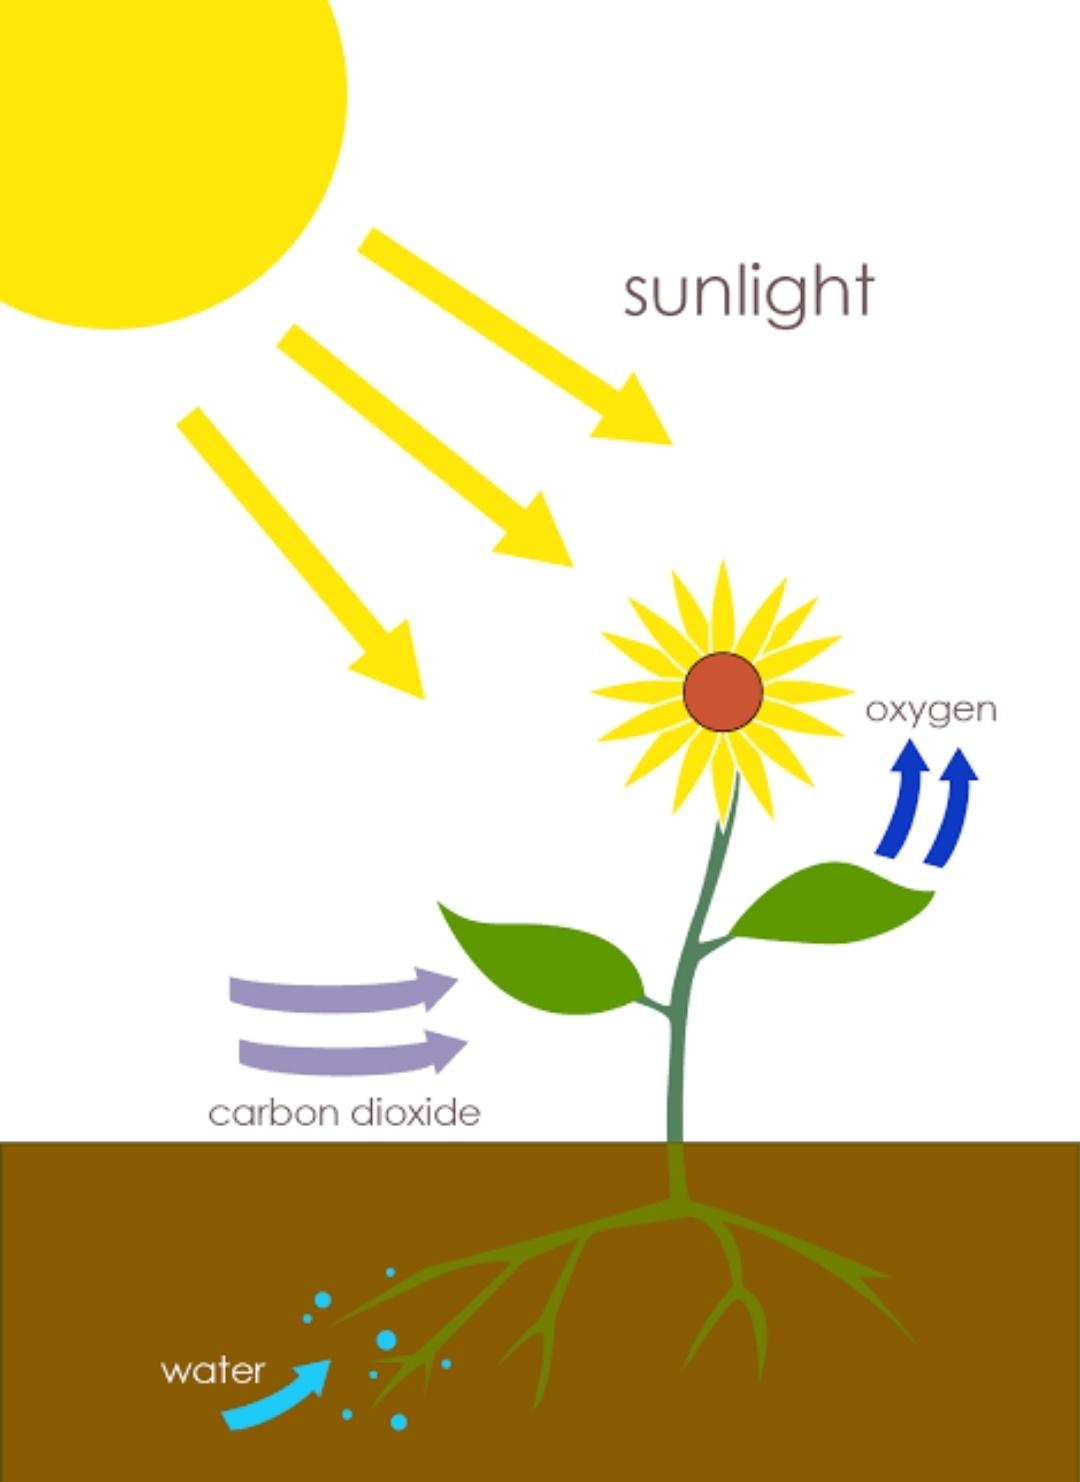 sunlight
oxygen
carbon dioxide
water